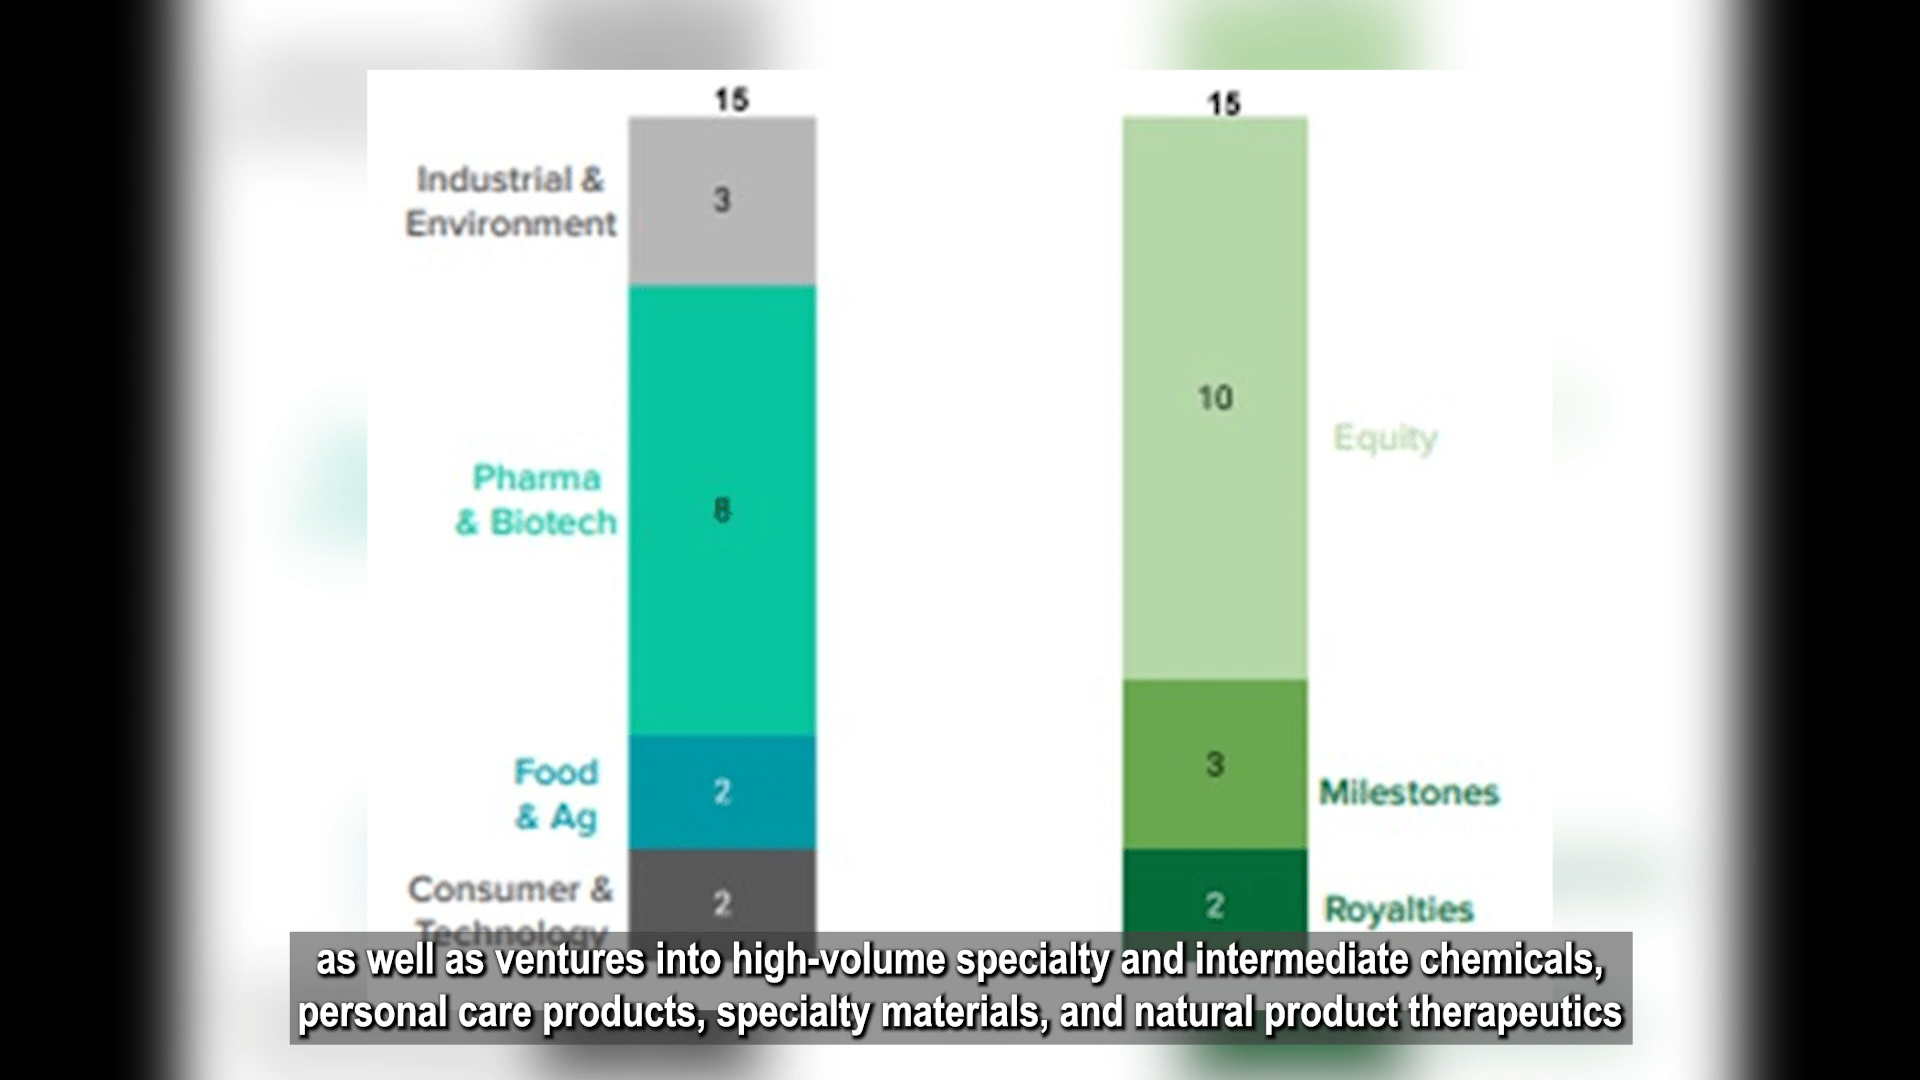 15
Industrial &
Environment
3
Pharma
& Biotech
8
Food
& Ag
2
Consumer &
Technology
2
15
10
Equity
3
Milestones
2
Royalties
as well as ventures into high-volume specialty and intermediate chemicals,
personal care products, specialty materials, and natural product therapeutics